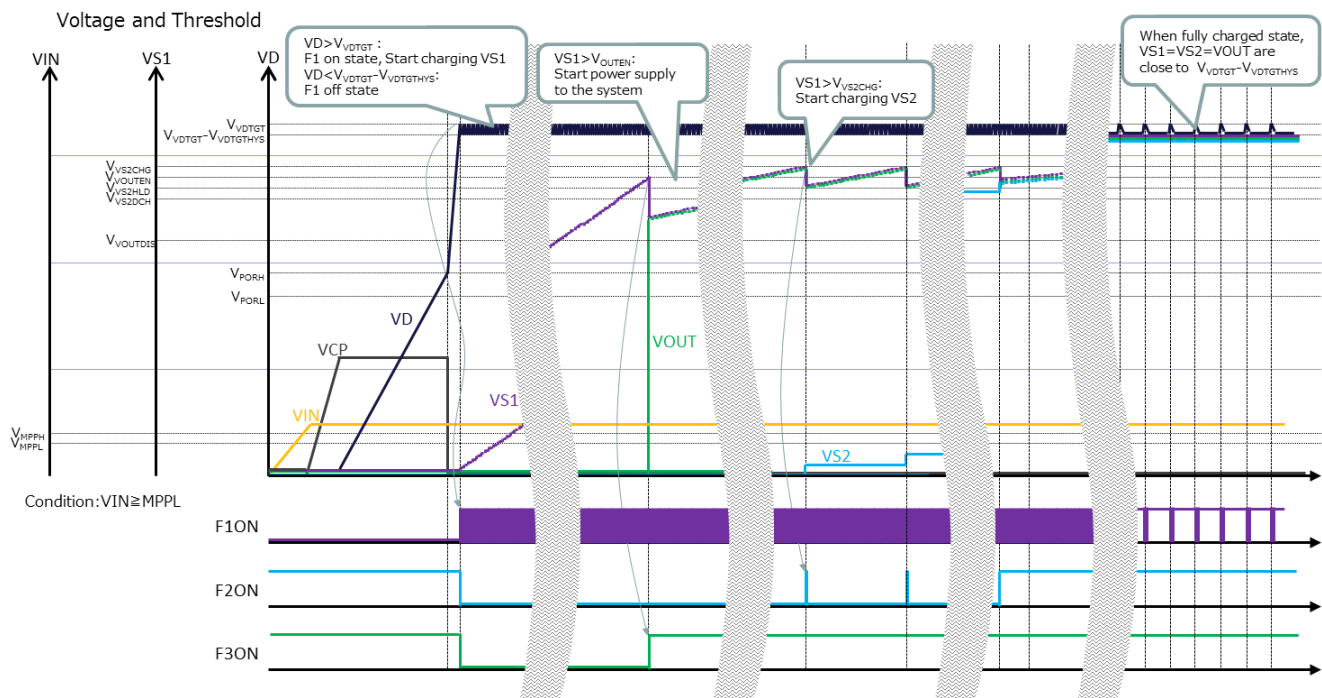 Voltage and Threshold
VIN
VS1
VD
VD>VVDTGT :
F1 on state, Start charging VS1
VD<VVDTGT-VVDTGTHYS:
F1 off state
VS1>VOUTEN:
Start power supply
to the system
VS1>VVS2CHG:
Start charging VS2
When fully charged state,
VS1=VS2=VOUT are
close to VVDTGT-VVDTGTHYS
VVDTGT
VVDTGT-VVDTGTHYS
VVS2CHG
VVOUTEN
VVS2HLD
VVS2DCH
VVOUTDIS
VPORH
VPORL
VD
VCP
VOUT
VS1
VIN
VMPPH
VMPPL
VS2
Condition:VIN≧MPPL
F1ON
F2ON
F3ON